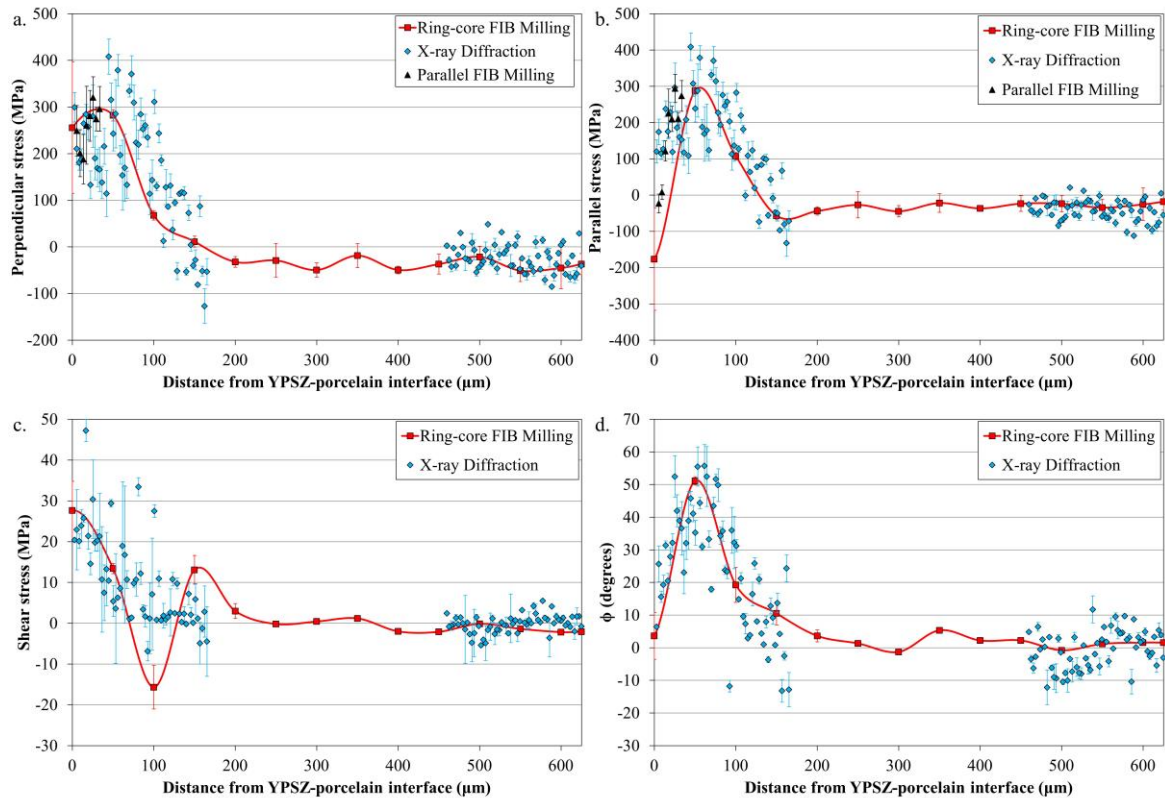 a.
500
400
300
200
100
0
-100
-200
Perpendicular stress (MPa)
Ring-core FIB Milling
X-ray Diffraction
Parallel FIB Milling
0 100 200 300 400 500 600
Distance from YPSZ-porcelain interface (μm)
b.
500
400
300
200
100
0
-100
-200
-300
-400
Parallel stress (MPa)
Ring-core FIB Milling
X-ray Diffraction
Parallel FIB Milling
0 100 200 300 400 500 600
Distance from YPSZ-porcelain interface (μm)
c.
50
40
30
20
10
0
-10
-20
-30
Shear stress (MPa)
Ring-core FIB Milling
X-ray Diffraction
0 100 200 300 400 500 600
Distance from YPSZ-porcelain interface (μm)
d.
70
60
50
40
30
20
10
0
-10
-20
-30
ϕ (degrees)
Ring-core FIB Milling
X-ray Diffraction
0 100 200 300 400 500 600
Distance from YPSZ-porcelain interface (μm)